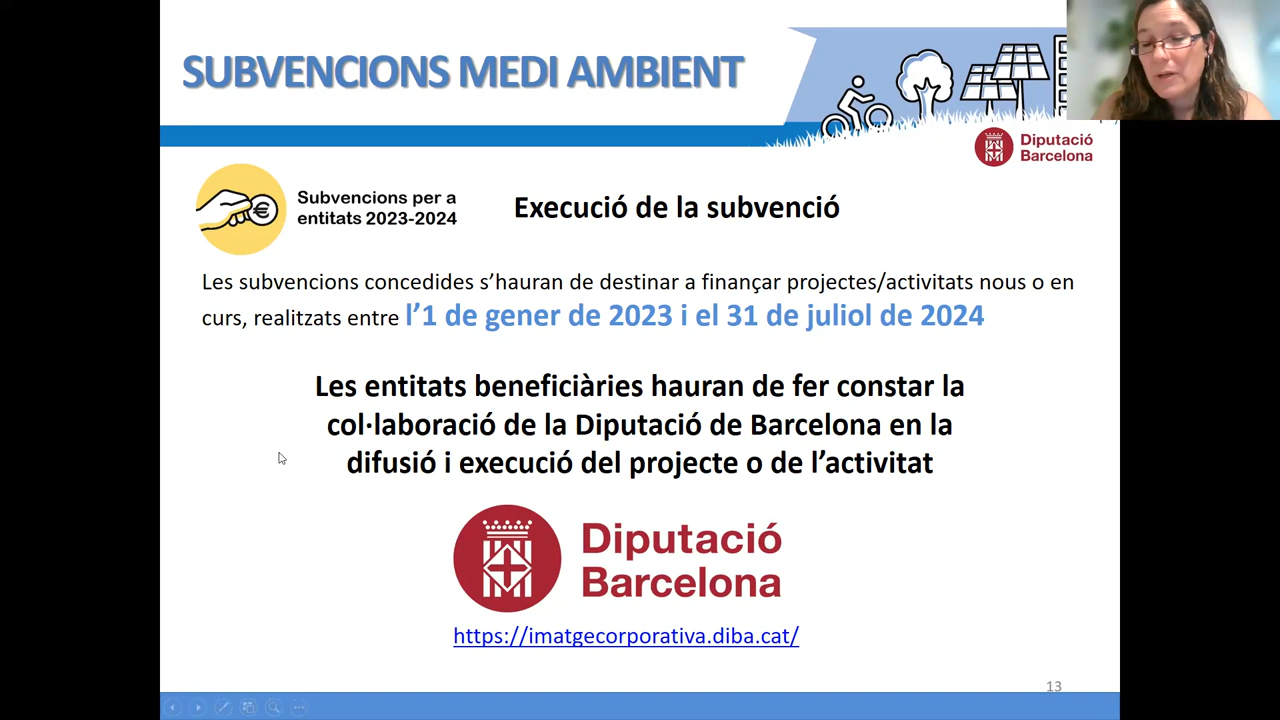 SUBVENCIONS MEDI AMBIENT
Diputació
Barcelona
Subvencions per a
entitats 2023-2024
Execució de la subvenció
Les subvencions concedides s’hauran de destinar a finançar projectes/activitats nous o en
curs, realitzats entre l’1 de gener de 2023 i el 31 de juliol de 2024
Les entitats beneficiàries hauran de fer constar la
col·laboració de la Diputació de Barcelona en la
difusió i execució del projecte o de l’activitat
Diputació
Barcelona
https://imatgecorporativa.diba.cat/
13